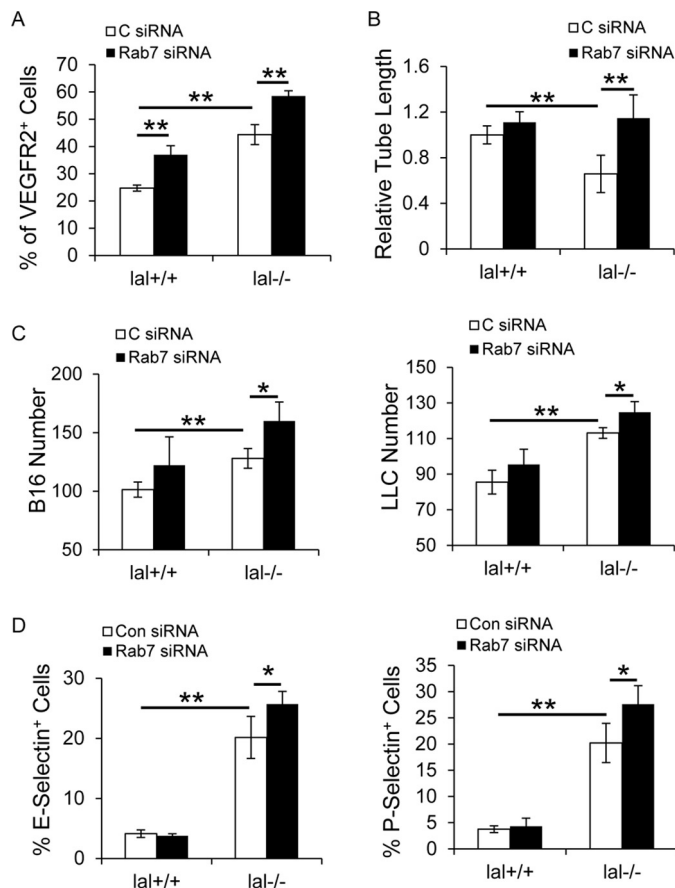 A
C siRNA
Rab7 siRNA
% of VEGFR2+ Cells
70
60
50
40
30
20
10
0
**
**
**
lal+/+
lal-/-
B
C siRNA
Rab7 siRNA
Relative Tube Length
1.6
1.2
0.8
0.4
0
**
**
lal+/+
lal-/-
C
C siRNA
Rab7 siRNA
B16 Number
200
150
100
50
**
*
lal+/+
lal-/-
C siRNA
Rab7 siRNA
LLC Number
150
130
110
90
70
50
**
*
lal+/+
lal-/-
D
Con siRNA
Rab7 siRNA
% E-Selectin+ Cells
30
20
10
0
**
*
lal+/+
lal-/-
Con siRNA
Rab7 siRNA
% P-Selectin+ Cells
35
30
25
20
15
10
5
0
**
*
lal+/+
lal-/-